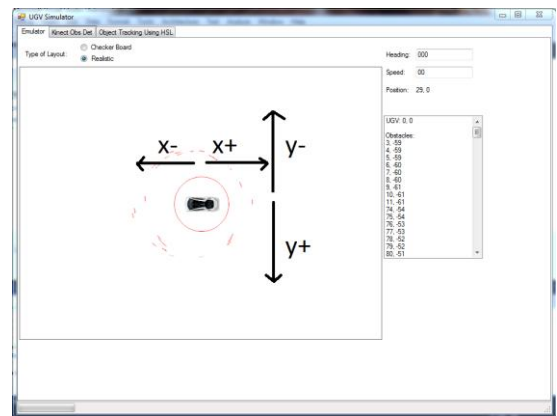 UGV Simulator
Emulator Kinect Obs Det Object Tracking Using HSL
Type of Layout:
Checker Board
Realistic
Heading: 000
Speed: 00
Position: 29, 0
x- x+ y-
y+
UGV: 0, 0
Obstacles:
3, -59
4, -59
5, -59
6, -60
7, -60
8, -60
9, -61
10, -61
11, -61
74, -54
75, -54
76, -53
77, -53
78, -52
79, -52
80, -51